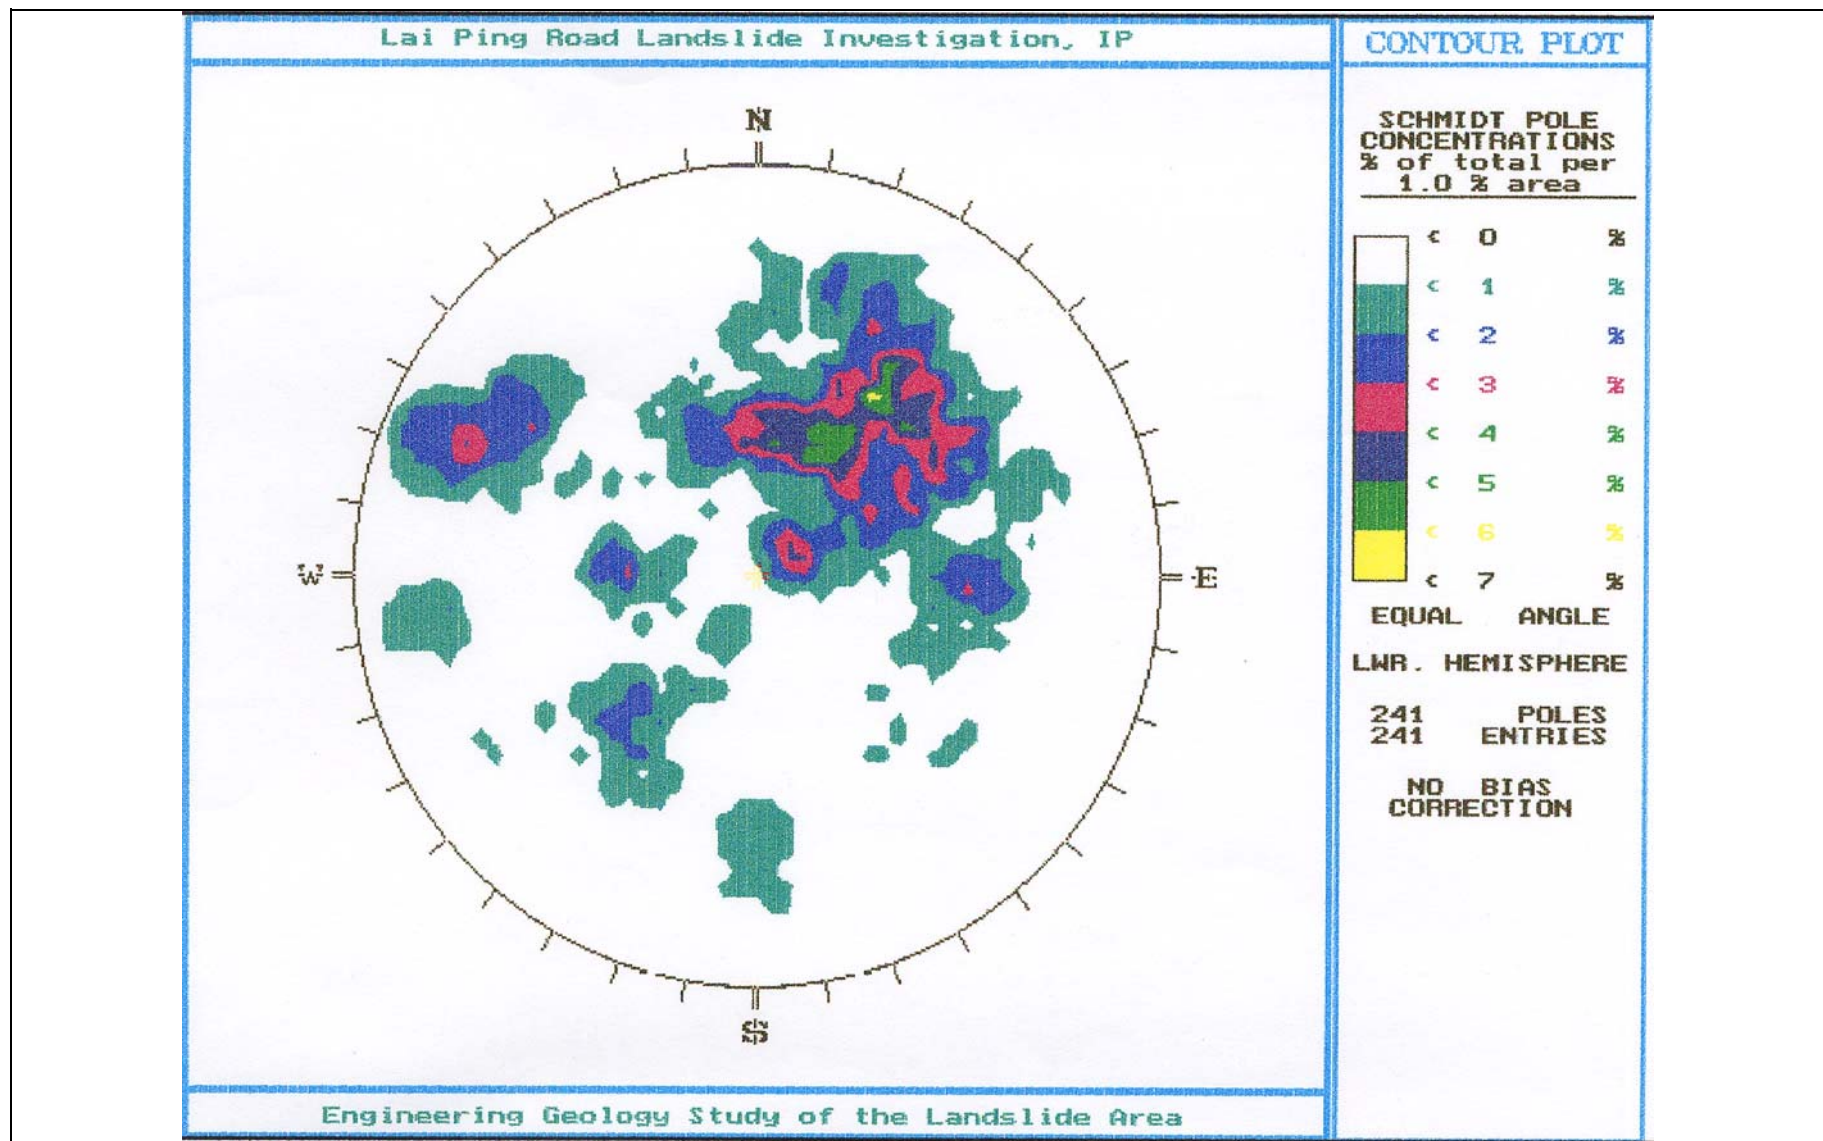 Lai Ping Road Landslide Investigation, IP
CONTOUR PLOT
SCHMIDT POLE
CONCENTRATIONS
% of total per
1.0 % area
< 0 %
< 1 %
< 2 %
< 3 %
< 4 %
< 5 %
< 6 %
< 7 %
EQUAL ANGLE
LWR. HEMISPHERE
241 POLES
241 ENTRIES
NO BIAS
CORRECTION
N
W
E
S
Engineering Geology Study of the Landslide Area